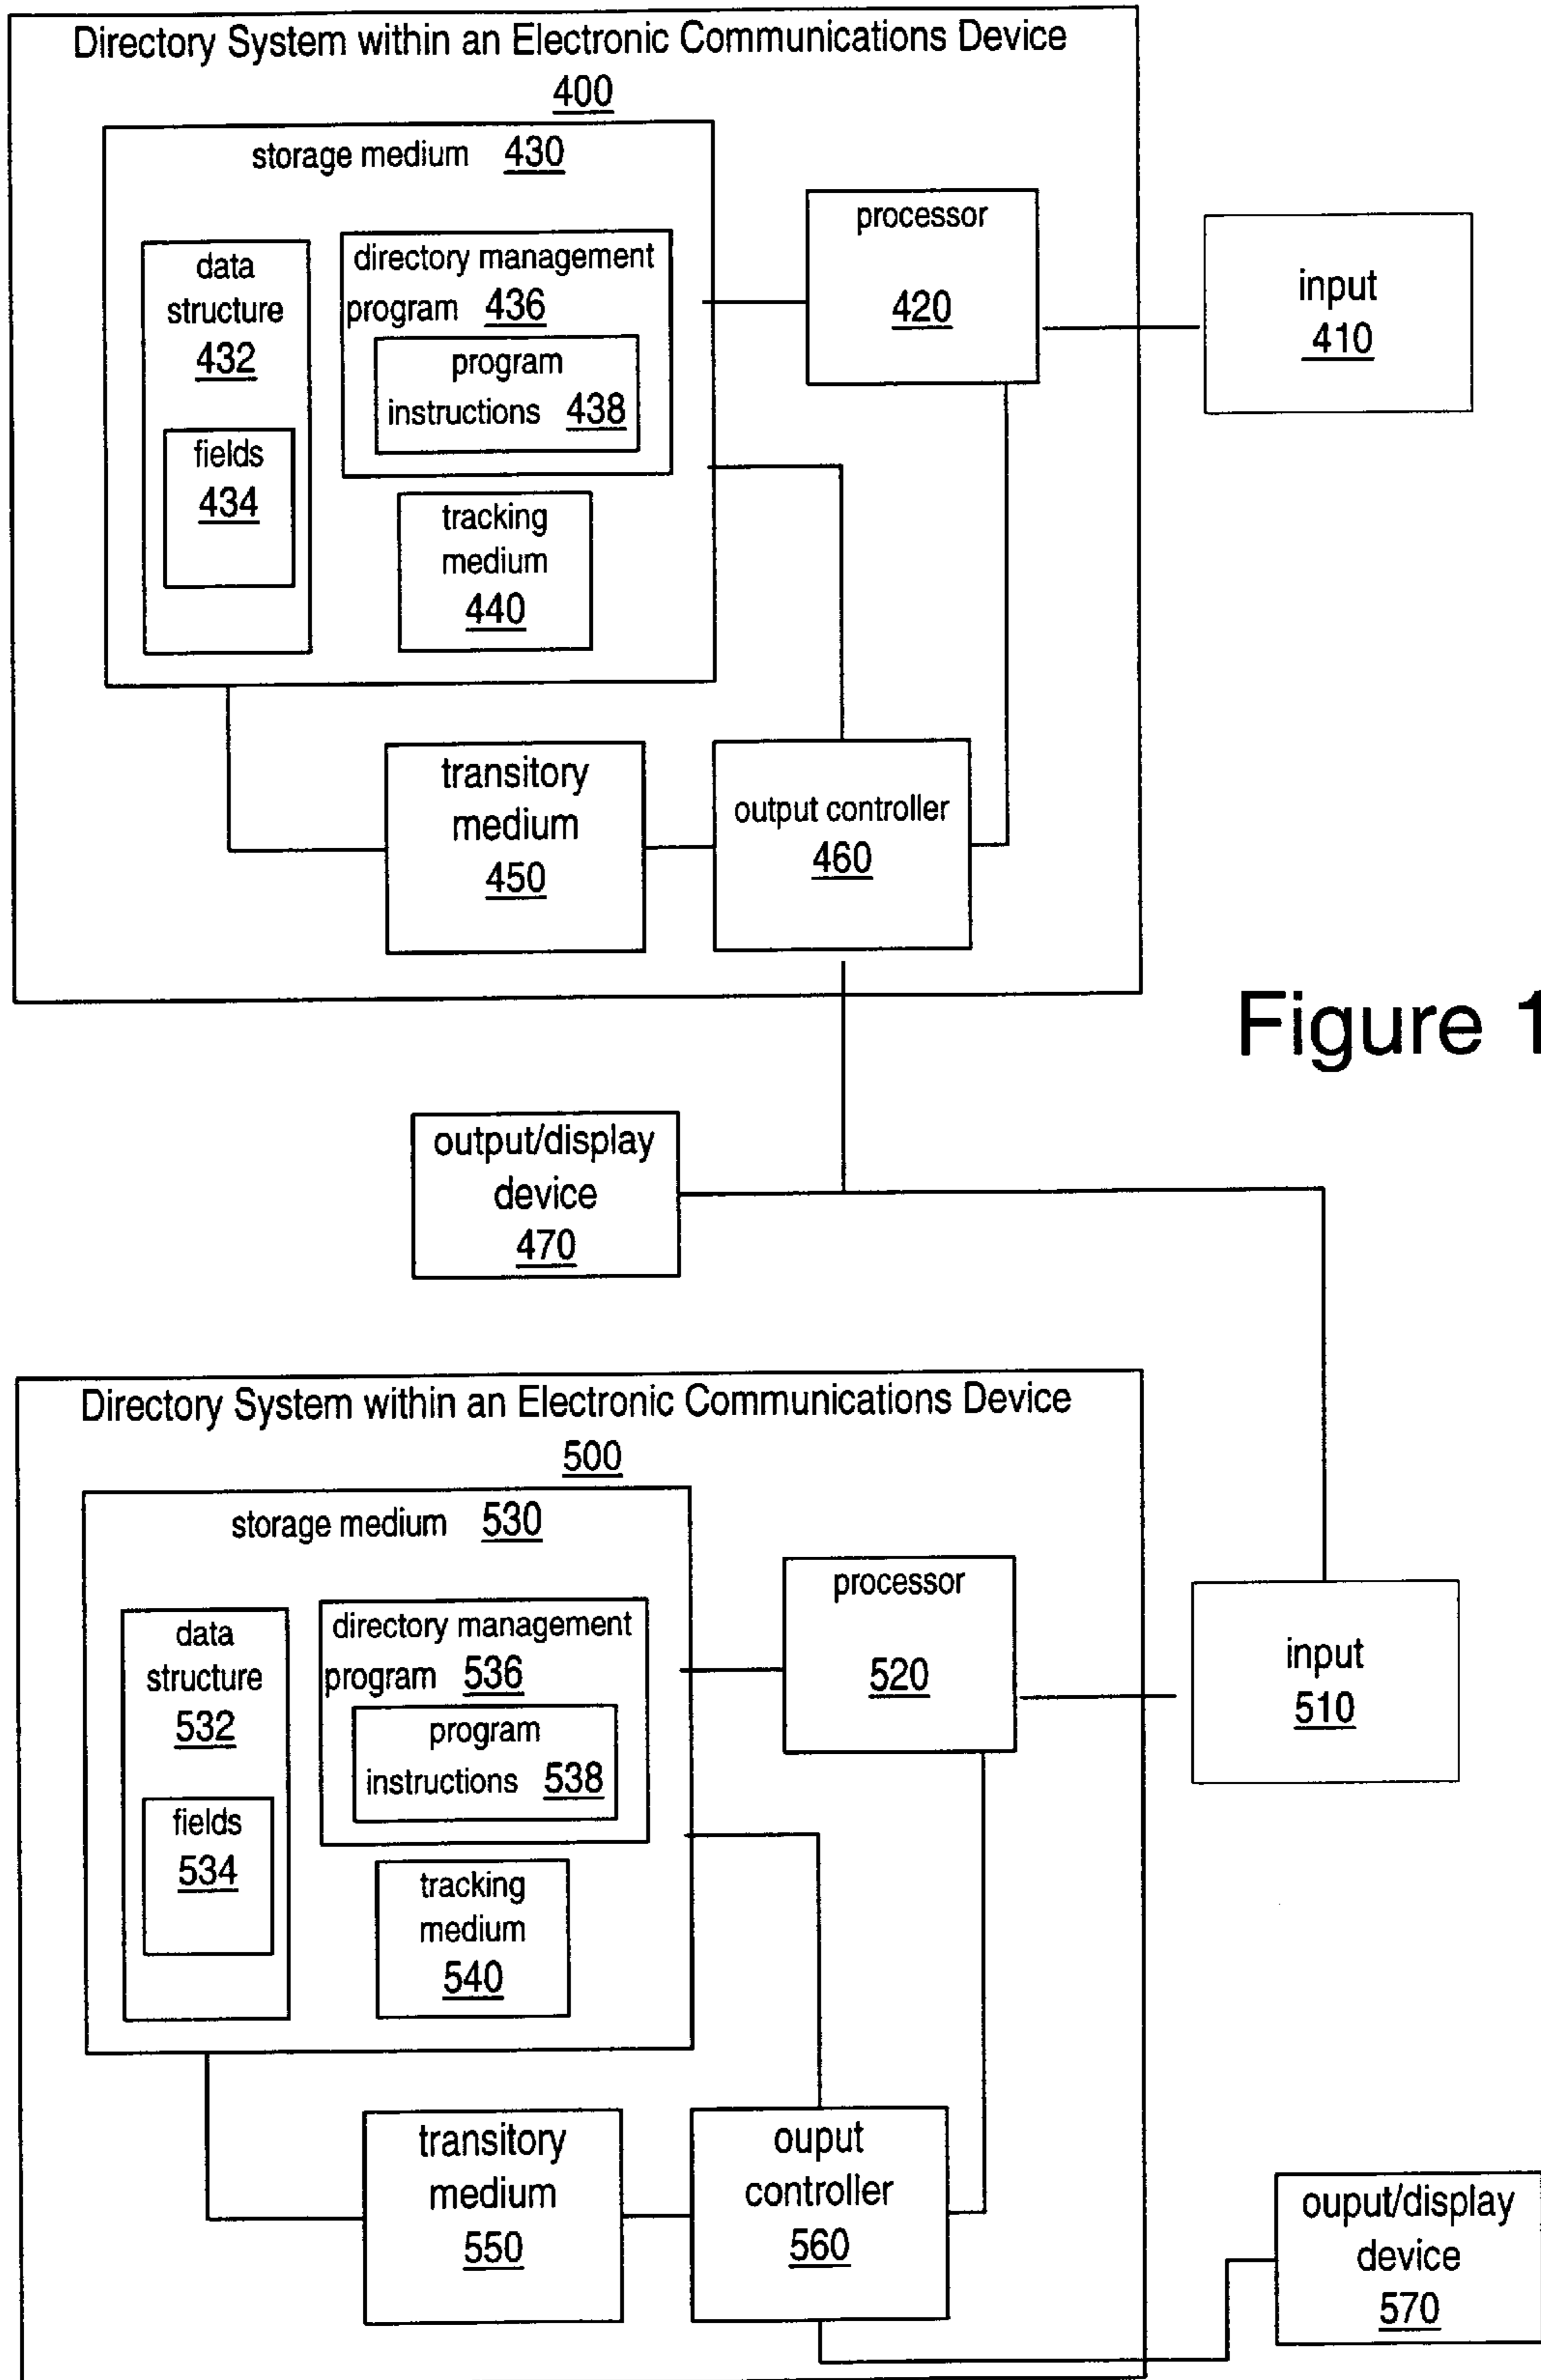 Directory System within an Electronic Communications Device
400
storage medium 430
data
structure
432
fields
434
directory management
program 436
program
instructions 438
tracking
medium
440
processor
420
input
410
transitory
medium
450
output controller
460
Figure 1
output/display
device
470
Directory System within an Electronic Communications Device
500
storage medium 530
data
structure
532
fields
534
directory management
program 536
program
instructions 538
tracking
medium
540
processor
520
input
510
transitory
medium
550
ouput
controller
560
ouput/display
device
570